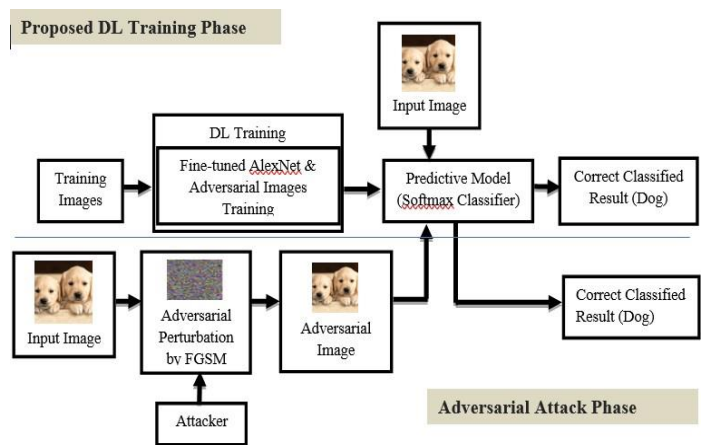 Proposed DL Training Phase
Input Image
DL Training
Fine-tuned AlexNet &
Adversarial Images
Training
Training
Images
Predictive Model
(Softmax Classifier)
Correct Classified
Result (Dog)
Input Image
Adversarial
Perturbation
by FGSM
Adversarial
Image
Correct Classified
Result (Dog)
Attacker
Adversarial Attack Phase